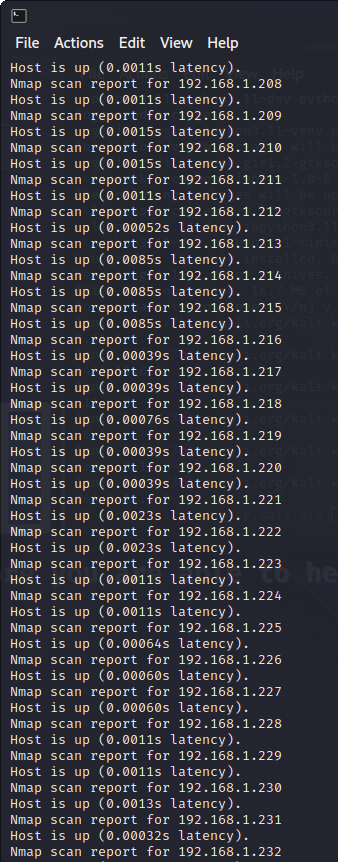 File Actions Edit View Help
Host is up (0.0011s latency).
Nmap scan report for 192.168.1.208
Host is up (0.0011s latency).
Nmap scan report for 192.168.1.209
Host is up (0.0015s latency).
Nmap scan report for 192.168.1.210
Host is up (0.0015s latency).
Nmap scan report for 192.168.1.211
Host is up (0.0011s latency).
Nmap scan report for 192.168.1.212
Host is up (0.00052s latency).
Nmap scan report for 192.168.1.213
Host is up (0.0085s latency).
Nmap scan report for 192.168.1.214
Host is up (0.0085s latency).
Nmap scan report for 192.168.1.215
Host is up (0.0085s latency).
Nmap scan report for 192.168.1.216
Host is up (0.00039s latency).
Nmap scan report for 192.168.1.217
Host is up (0.00039s latency).
Nmap scan report for 192.168.1.218
Host is up (0.00076s latency).
Nmap scan report for 192.168.1.219
Host is up (0.00039s latency).
Nmap scan report for 192.168.1.220
Host is up (0.00039s latency).
Nmap scan report for 192.168.1.221
Host is up (0.0023s latency).
Nmap scan report for 192.168.1.222
Host is up (0.0023s latency).
Nmap scan report for 192.168.1.223
Host is up (0.0011s latency).
Nmap scan report for 192.168.1.224
Host is up (0.0011s latency).
Nmap scan report for 192.168.1.225
Host is up (0.00064s latency).
Nmap scan report for 192.168.1.226
Host is up (0.00060s latency).
Nmap scan report for 192.168.1.227
Host is up (0.00060s latency).
Nmap scan report for 192.168.1.228
Host is up (0.0011s latency).
Nmap scan report for 192.168.1.229
Host is up (0.0011s latency).
Nmap scan report for 192.168.1.230
Host is up (0.0013s latency).
Nmap scan report for 192.168.1.231
Host is up (0.00032s latency).
Nmap scan report for 192.168.1.232